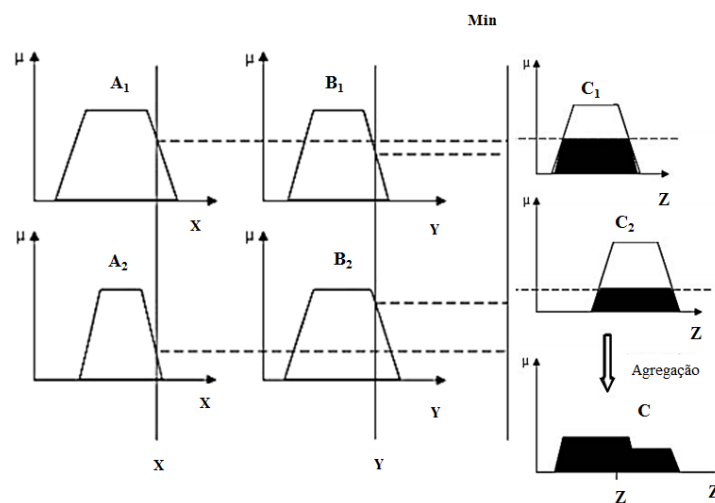 Min
μ
A₁
X
μ
B₁
Y
μ
C₁
Z
μ
A₂
X
μ
B₂
Y
μ
C₂
Z
Agregação
μ
C
Z
Z
X
Y